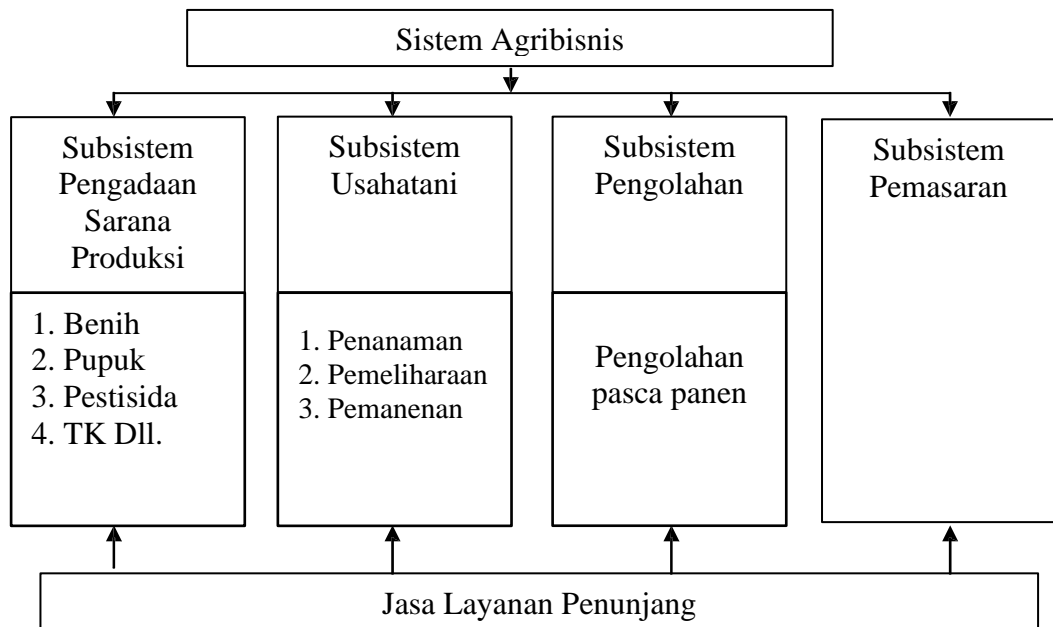 Sistem Agribisnis
Subsistem
Pengadaan
Sarana
Produksi
1. Benih
2. Pupuk
3. Pestisida
4. TK Dll.
Subsistem
Usahatani
1. Penanaman
2. Pemeliharaan
3. Pemanenan
Subsistem
Pengolahan
Pengolahan
pasca panen
Subsistem
Pemasaran
Jasa Layanan Penunjang